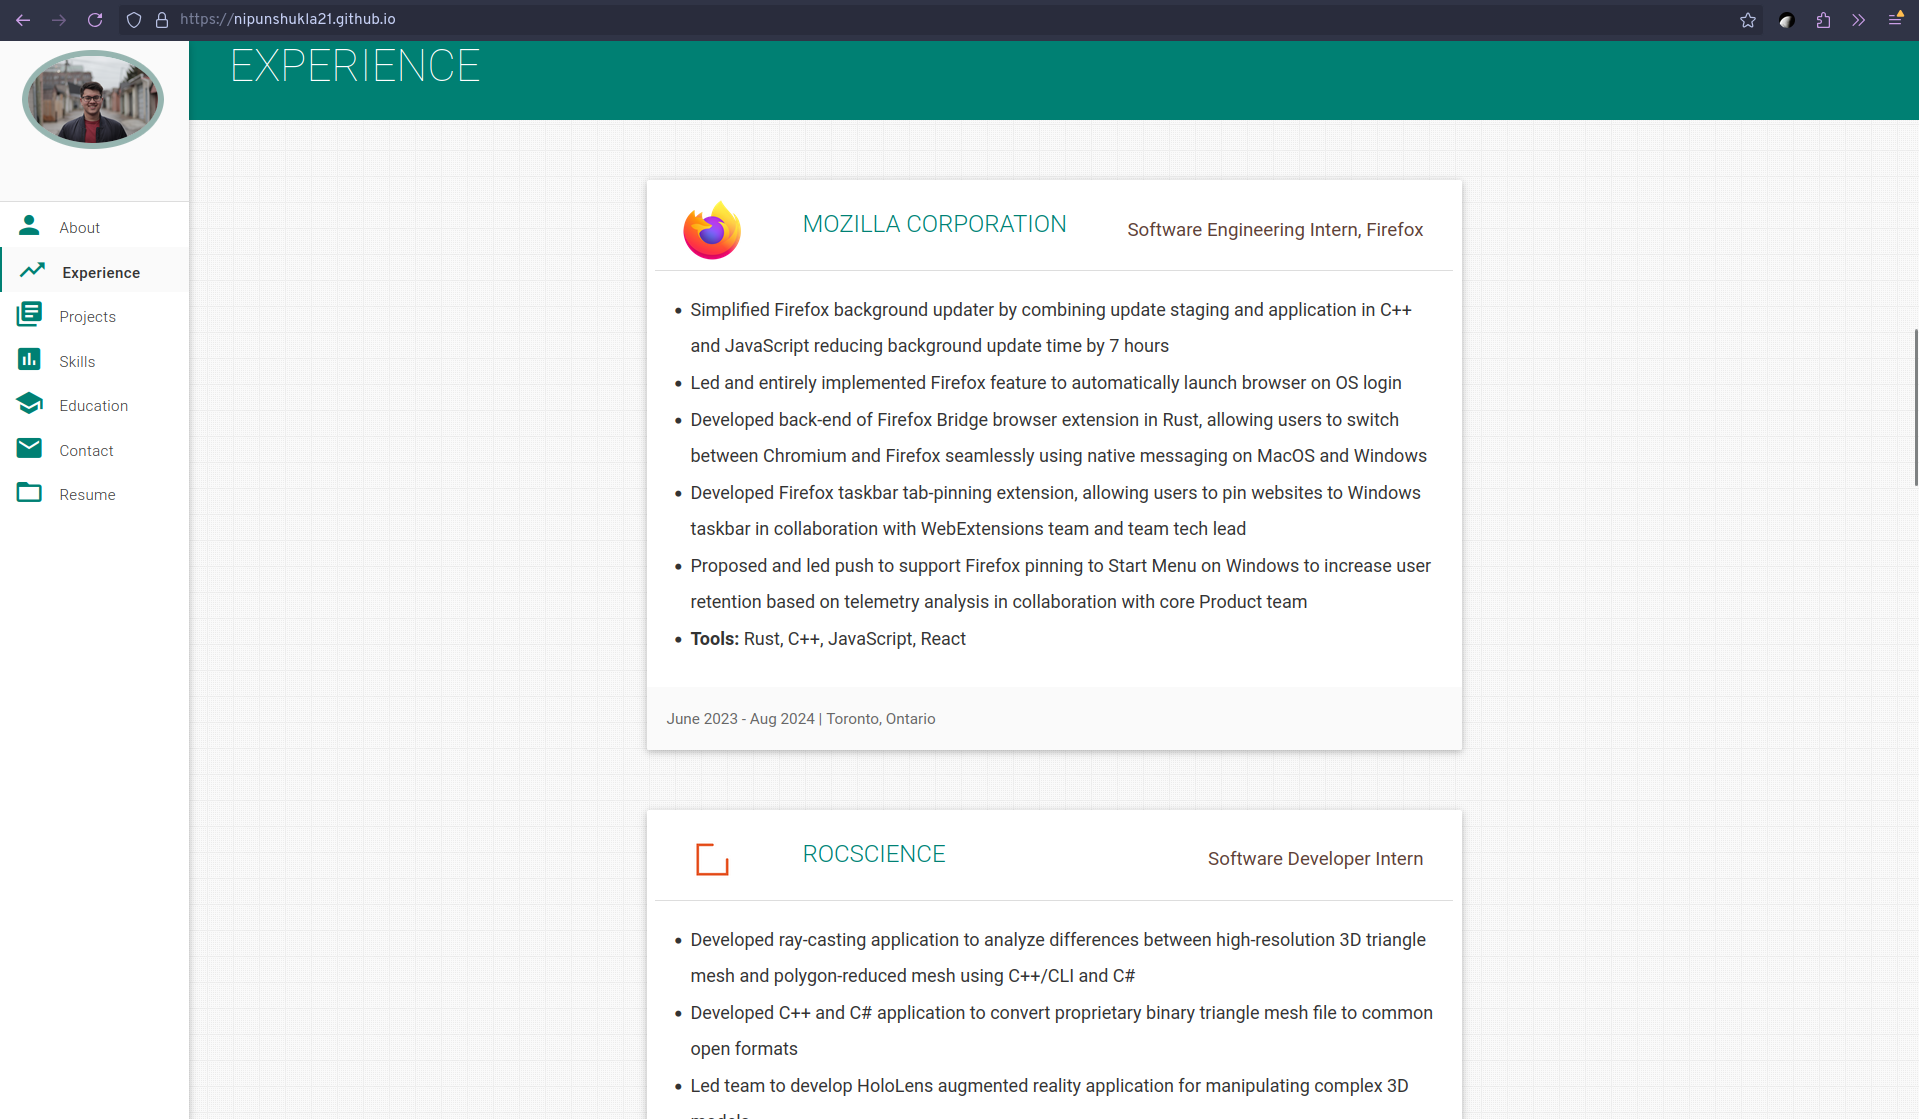 https://nipunshukla21.github.io
EXPERIENCE
About
Experience
Projects
Skills
Education
Contact
Resume
MOZILLA CORPORATION
Software Engineering Intern, Firefox
• Simplified Firefox background updater by combining update staging and application in C++
and JavaScript reducing background update time by 7 hours
• Led and entirely implemented Firefox feature to automatically launch browser on OS login
• Developed back-end of Firefox Bridge browser extension in Rust, allowing users to switch
between Chromium and Firefox seamlessly using native messaging on MacOS and Windows
• Developed Firefox taskbar tab-pinning extension, allowing users to pin websites to Windows
taskbar in collaboration with WebExtensions team and team tech lead
• Proposed and led push to support Firefox pinning to Start Menu on Windows to increase user
retention based on telemetry analysis in collaboration with core Product team
• Tools: Rust, C++, JavaScript, React
June 2023 - Aug 2024 | Toronto, Ontario
ROCSCIENCE
Software Developer Intern
• Developed ray-casting application to analyze differences between high-resolution 3D triangle
mesh and polygon-reduced mesh using C++/CLI and C#
• Developed C++ and C# application to convert proprietary binary triangle mesh file to common
open formats
• Led team to develop HoloLens augmented reality application for manipulating complex 3D